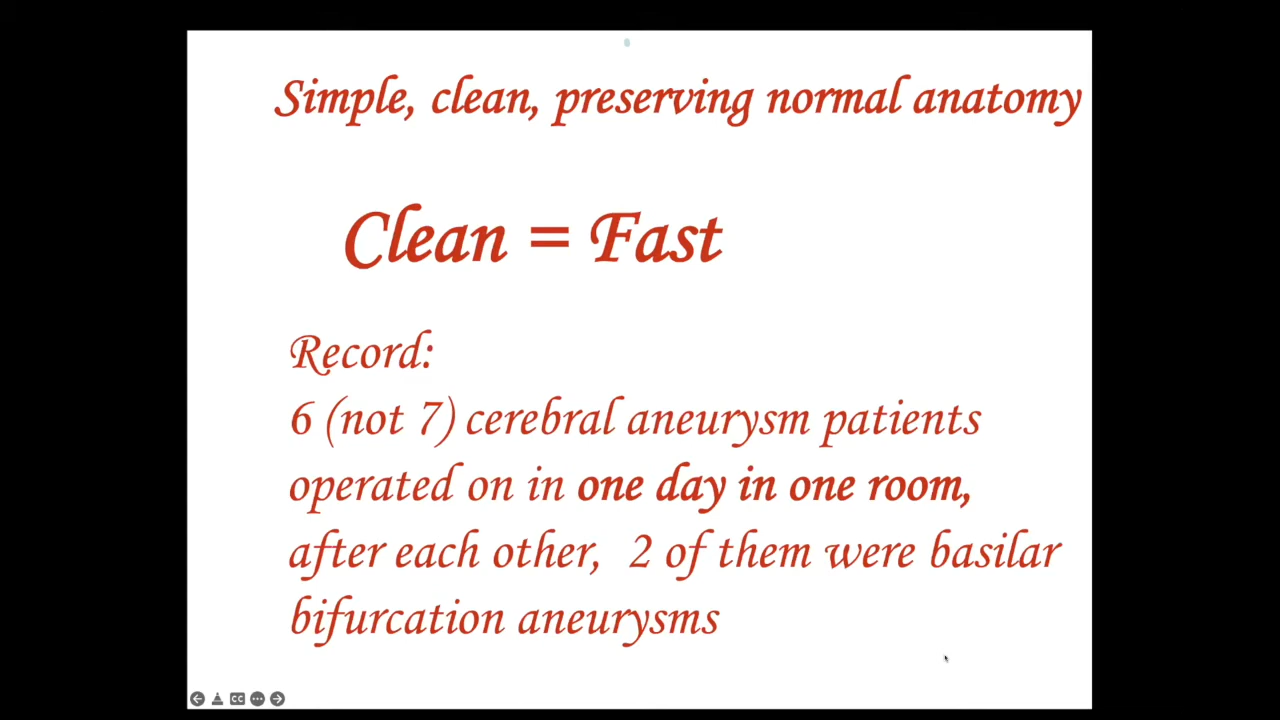 Simple, clean, preserving normal anatomy
Clean = Fast
Record:
6 (not 7) cerebral aneurysm patients
operated on in one day in one room,
after each other, 2 of them were basilar
bifurcation aneurysms
CC